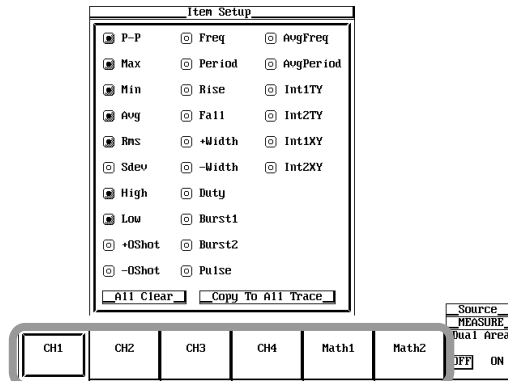 Item Setup
P-P Freq AvgFreq
Max Period AvgPeriod
Min Rise Int1TY
Avg Fall Int2TY
Rms +Width Int1XY
Sdev -Width Int2XY
High Duty
Low Burst1
+OShot Burst2
-OShot Pulse
All Clear Copy To All Trace
Source
MEASURE
Dual Area
OFF ON
CH1 CH2 CH3 CH4 Math1 Math2